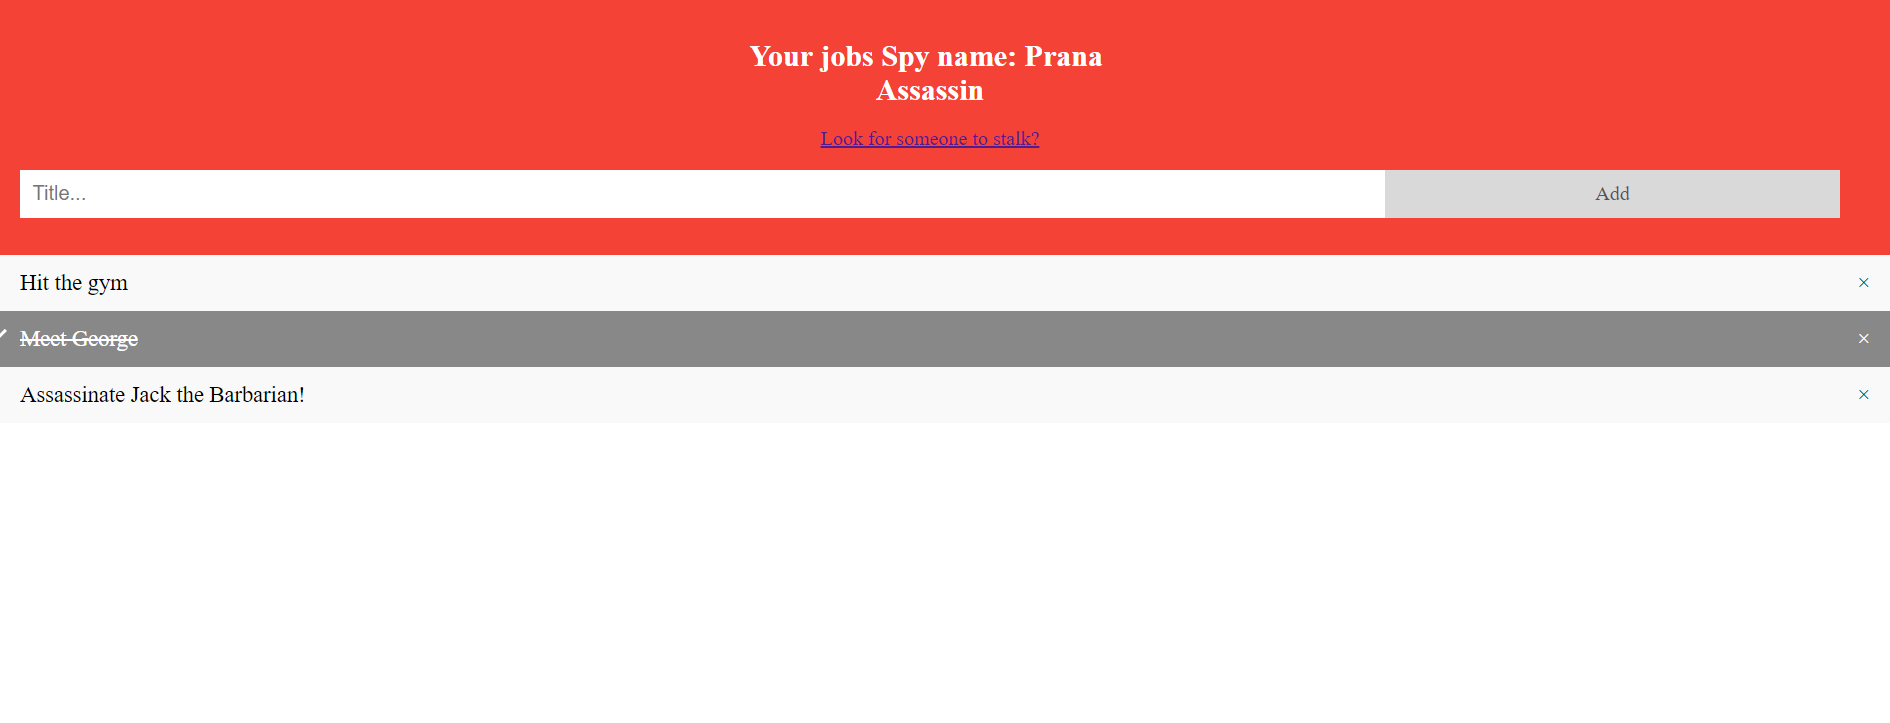 Your jobs Spy name: Prana
Assassin
Look for someone to stalk?
Title...
Add
Hit the gym
×
Meet George
×
Assassinate Jack the Barbarian!
×